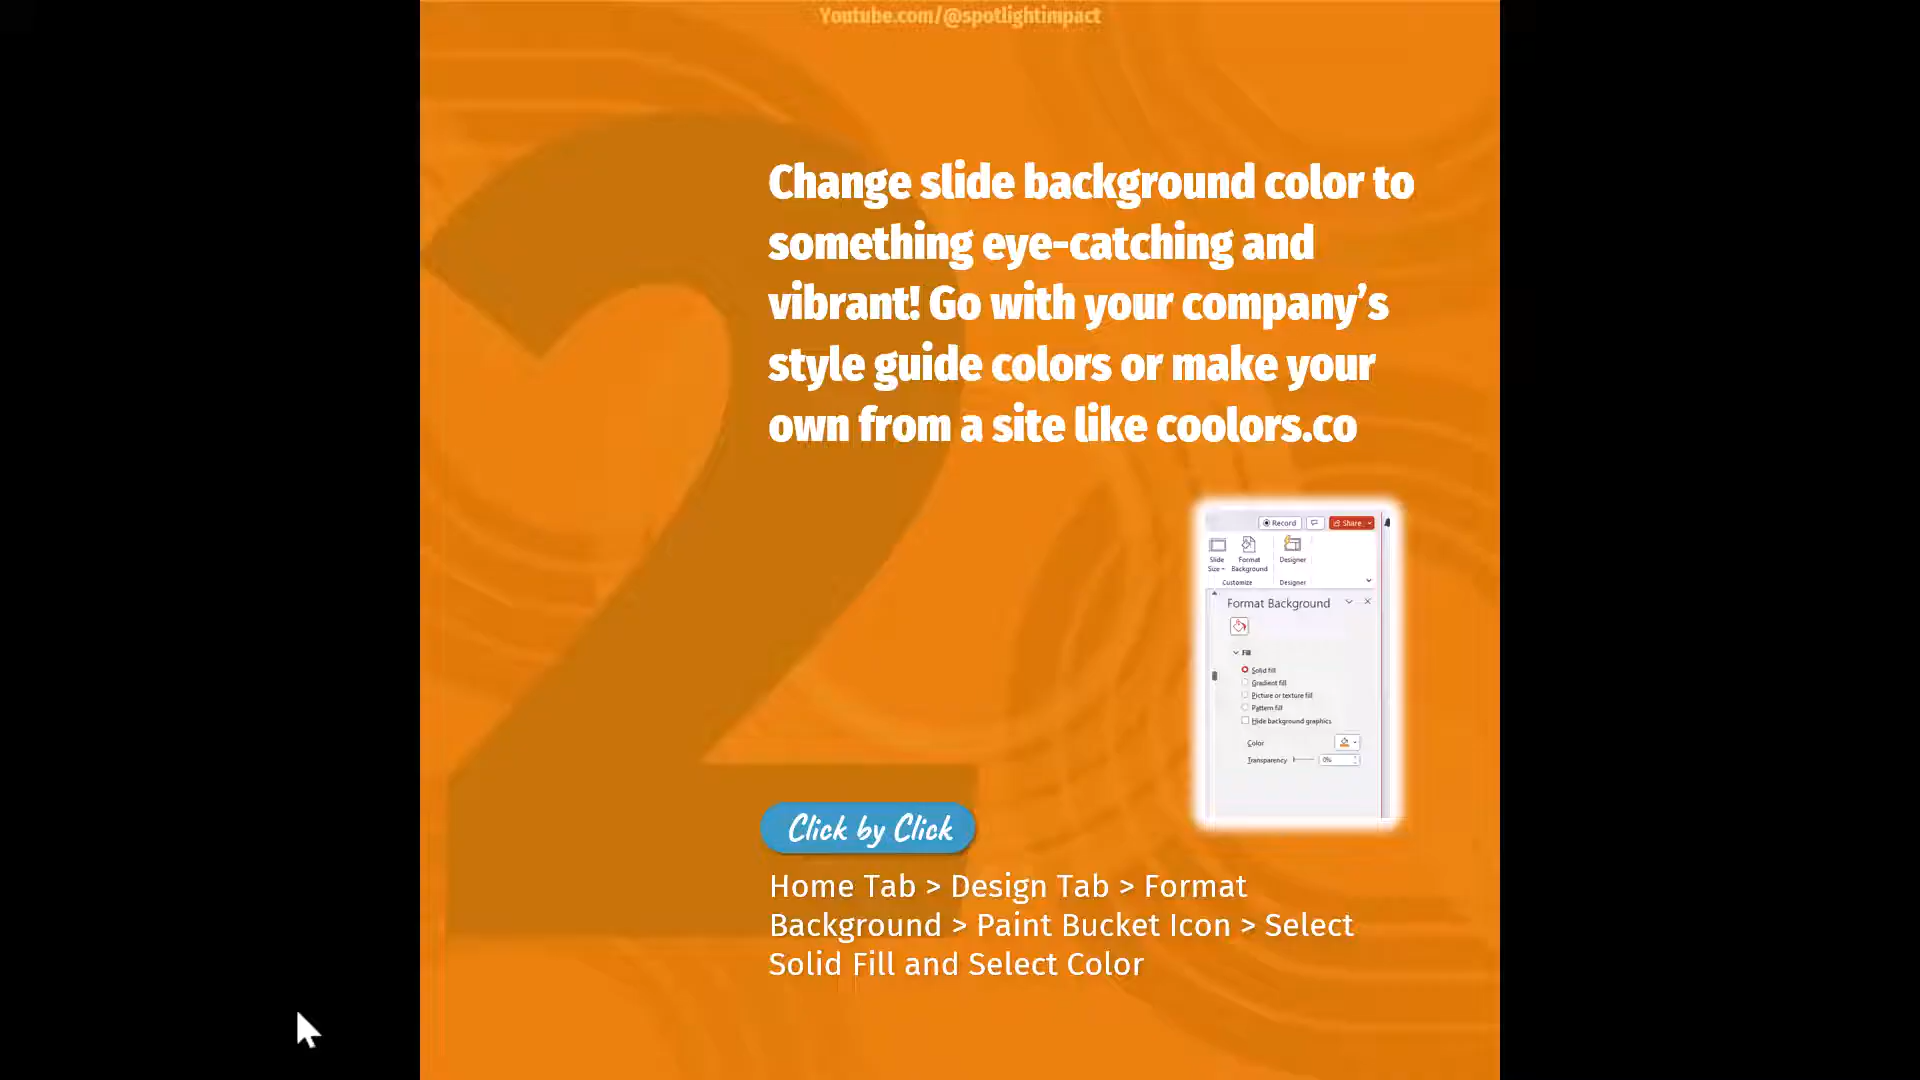 Youtube.com/@spotlightimpact
2
Change slide background color to
something eye-catching and
vibrant! Go with your company’s
style guide colors or make your
own from a site like coolors.co
Record
Share
Slide
Size
Format
Background
Designer
Customize
Designer
Format Background
Fill
Solid fill
Gradient fill
Picture or texture fill
Pattern fill
Hide background graphics
Color
Transparency
0%
Click by Click
Home Tab > Design Tab > Format
Background > Paint Bucket Icon > Select
Solid Fill and Select Color